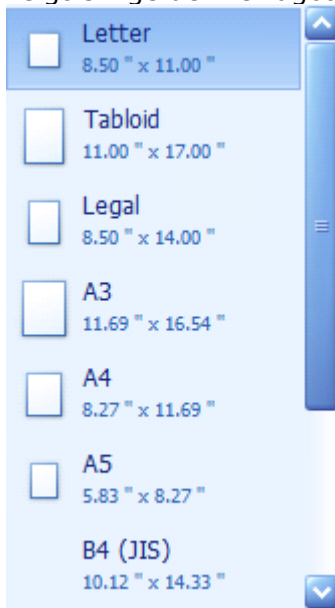 Letter
8.50 " x 11.00 "
Tabloid
11.00 " x 17.00 "
Legal
8.50 " x 14.00 "
A3
11.69 " x 16.54 "
A4
8.27 " x 11.69 "
A5
5.83 " x 8.27 "
B4 (JIS)
10.12 " x 14.33 "